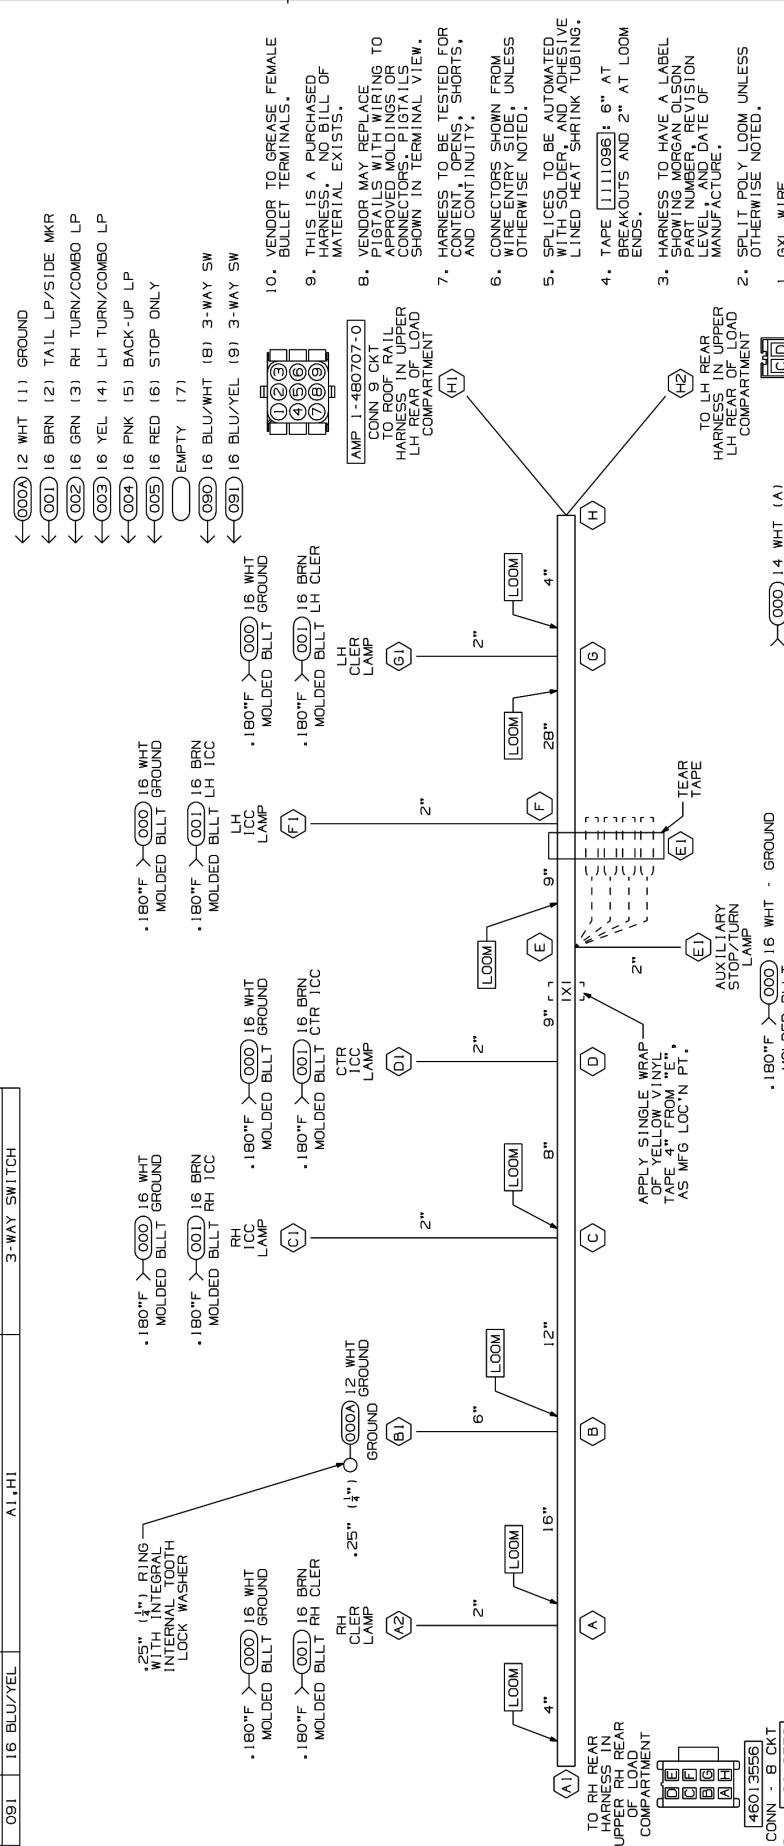 091 16 BLU/YEL A1,H1 3-WAY SWITCH
000A 12 WHT (1) GROUND
001 16 BRN (2) TAIL LP/SIDE MKR
002 16 GRN (3) RH TURN/COMBO LP
003 16 YEL (4) LH TURN/COMBO LP
004 16 PNK (5) BACK-UP LP
005 16 RED (6) STOP ONLY
EMPTY (7)
090 16 BLU/WHT (8) 3-WAY SW
091 16 BLU/YEL (9) 3-WAY SW
.25" (1/4") RING
WITH INTEGRAL
INTERNAL TOOTH
LOCK WASHER
.180"F 000 16 WHT
MOLDED BLLT GROUND
.180"F 001 16 BRN
MOLDED BLLT RH CLER
RH
CLER
LAMP
A2
2"
.25" (1/4") 000A 12 WHT
GROUND GROUND
B1
6"
.180"F 000 16 WHT
MOLDED BLLT GROUND
.180"F 001 16 BRN
MOLDED BLLT RH ICC
RH
ICC
LAMP
C1
2"
.180"F 000 16 WHT
MOLDED BLLT GROUND
.180"F 001 16 BRN
MOLDED BLLT CTR ICC
CTR
ICC
LAMP
D1
2"
.180"F 000 16 WHT
MOLDED BLLT GROUND
.180"F 001 16 BRN
MOLDED BLLT LH ICC
LH
ICC
LAMP
F1
2"
.180"F 000 16 WHT
MOLDED BLLT GROUND
.180"F 001 16 BRN
MOLDED BLLT LH CLER
LH
CLER
LAMP
G1
2"
1 2 3
4 5 6
7 8 9
AMP 1-480707-0
CONN 9 CKT
TO ROOF RAIL
HARNESS IN UPPER
LH REAR OF LOAD
COMPARTMENT
H1
H2
TO LH REAR
HARNESS IN UPPER
LH REAR OF LOAD
COMPARTMENT
C D
LOOM
LOOM
LOOM
LOOM
LOOM
LOOM
LOOM
A1 4" A 16" B 12" C 8" D 9" E 9" F 28" G 4" H
X
APPLY SINGLE WRAP
OF YELLOW VINYL
TAPE 4" FROM "E",
AS MFG LOC'N PT.
2"
E1
AUXILIARY
STOP/TURN
LAMP
E1
TEAR
TAPE
.180"F 000 16 WHT - GROUND
000 14 WHT (A)
TO RH REAR
HARNESS IN
UPPER RH REAR
OF LOAD
COMPARTMENT
D E
C F
B G
A H
46013556
CONN - 8 CKT
10. VENDOR TO GREASE FEMALE
BULLET TERMINALS.
9. THIS IS A PURCHASED
HARNESS. NO BILL OF
MATERIAL EXISTS.
8. VENDOR MAY REPLACE
PIGTAILS WITH WIRING TO
APPROVED MOLDINGS OR
CONNECTORS. PIGTAILS
SHOWN IN TERMINAL VIEW.
7. HARNESS TO BE TESTED FOR
CONTENT, OPENS, SHORTS,
AND CONTINUITY.
6. CONNECTORS SHOWN FROM
WIRE ENTRY SIDE, UNLESS
OTHERWISE NOTED.
5. SPLICES TO BE AUTOMATED
WITH SOLDER, AND ADHESIVE
LINED HEAT SHRINK TUBING.
4. TAPE 1111096: 6" AT
BREAKOUTS AND 2" AT LOOM
ENDS.
3. HARNESS TO HAVE A LABEL
SHOWING MORGAN OLSON
PART NUMBER, REVISION
LEVEL, AND DATE OF
MANUFACTURE.
2. SPLIT POLY LOOM UNLESS
OTHERWISE NOTED.